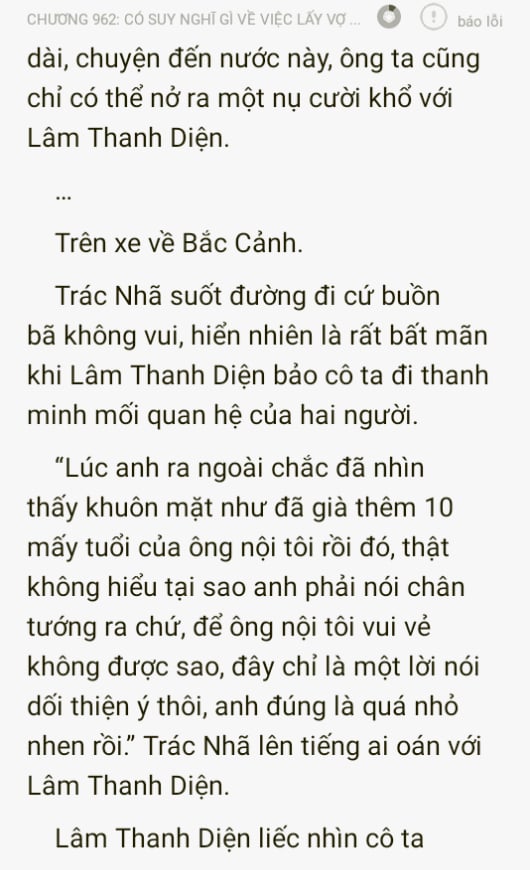 CHƯƠNG 962: CÓ SUY NGHĨ GÌ VỀ VIỆC LẤY VỢ ...
báo lỗi
dài, chuyện đến nước này, ông ta cũng
chỉ có thể nở ra một nụ cười khổ với
Lâm Thanh Diện.
...
Trên xe về Bắc Cảnh.
Trác Nhã suốt đường đi cứ buồn
bã không vui, hiển nhiên là rất bất mãn
khi Lâm Thanh Diện bảo cô ta đi thanh
minh mối quan hệ của hai người.
“Lúc anh ra ngoài chắc đã nhìn
thấy khuôn mặt như đã già thêm 10
mấy tuổi của ông nội tôi rồi đó, thật
không hiểu tại sao anh phải nói chân
tướng ra chứ, để ông nội tôi vui vẻ
không được sao, đây chỉ là một lời nói
dối thiện ý thôi, anh đúng là quá nhỏ
nhen rồi.” Trác Nhã lên tiếng ai oán với
Lâm Thanh Diện.
Lâm Thanh Diện liếc nhìn cô ta